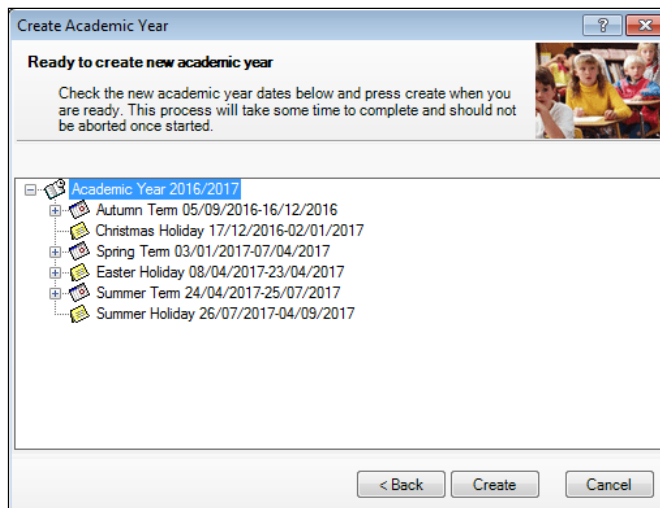 Create Academic Year
Ready to create new academic year
Check the new academic year dates below and press create when you
are ready. This process will take some time to complete and should not
be aborted once started.
Academic Year 2016/2017
Autumn Term 05/09/2016-16/12/2016
Christmas Holiday 17/12/2016-02/01/2017
Spring Term 03/01/2017-07/04/2017
Easter Holiday 08/04/2017-23/04/2017
Summer Term 24/04/2017-25/07/2017
Summer Holiday 26/07/2017-04/09/2017
< Back Create Cancel